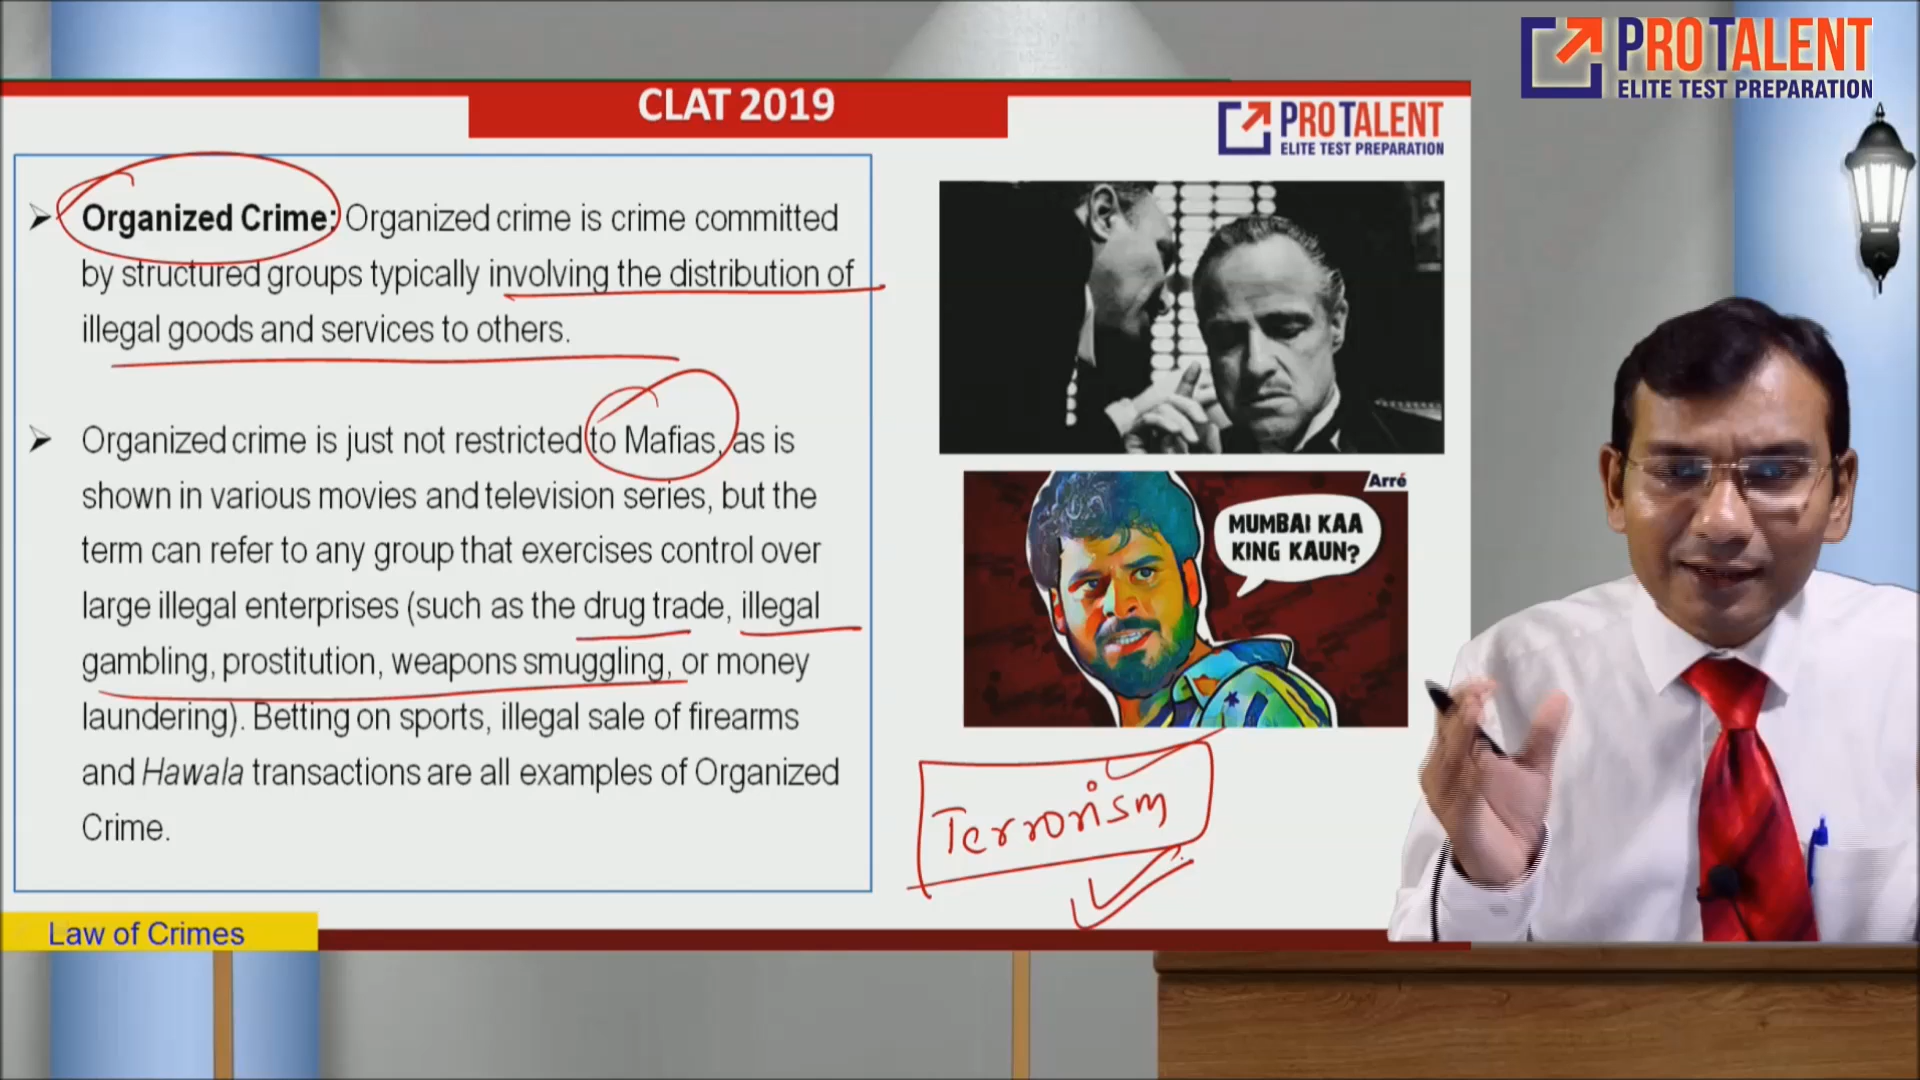 PRO TALENT
ELITE TEST PREPARATION
CLAT 2019
PRO TALENT
ELITE TEST PREPARATION
➤ Organized Crime: Organized crime is crime committed
by structured groups typically involving the distribution of
illegal goods and services to others.
➤ Organized crime is just not restricted to Mafias, as is
shown in various movies and television series, but the
term can refer to any group that exercises control over
large illegal enterprises (such as the drug trade, illegal
gambling, prostitution, weapons smuggling, or money
laundering). Betting on sports, illegal sale of firearms
and Hawala transactions are all examples of Organized
Crime.
Arré
MUMBAI KAA
KING KAUN?
Terrorism
Law of Crimes